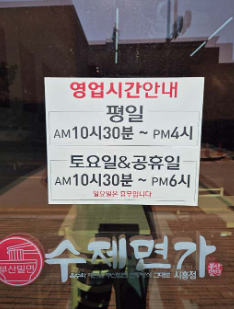 영업시간안내
평일
AM10시30분 ~ PM4시
토요일&공휴일
AM10시30분 ~ PM6시
일요일은 휴무입니다
부산밀면
수제면가
시흥점